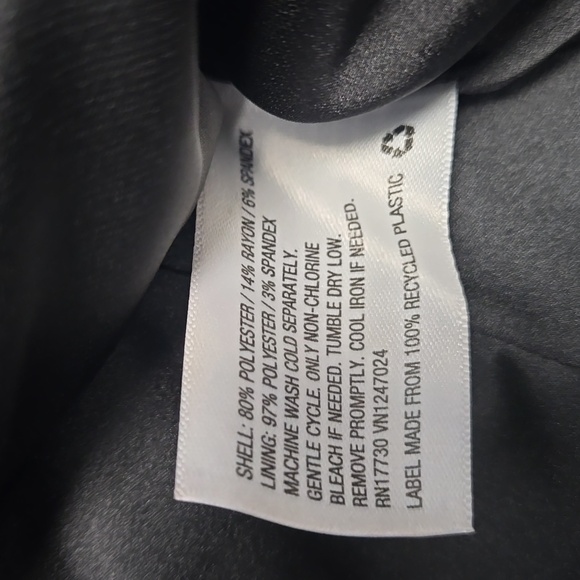 SHELL: 80% POLYESTER / 14% RAYON / 6% SPANDEX
LINING: 97% POLYESTER / 3% SPANDEX
MACHINE WASH COLD SEPARATELY.
GENTLE CYCLE. ONLY NON-CHLORINE
BLEACH IF NEEDED. TUMBLE DRY LOW.
REMOVE PROMPTLY. COOL IRON IF NEEDED.
RN17730 VN1247024
LABEL MADE FROM 100% RECYCLED PLASTIC